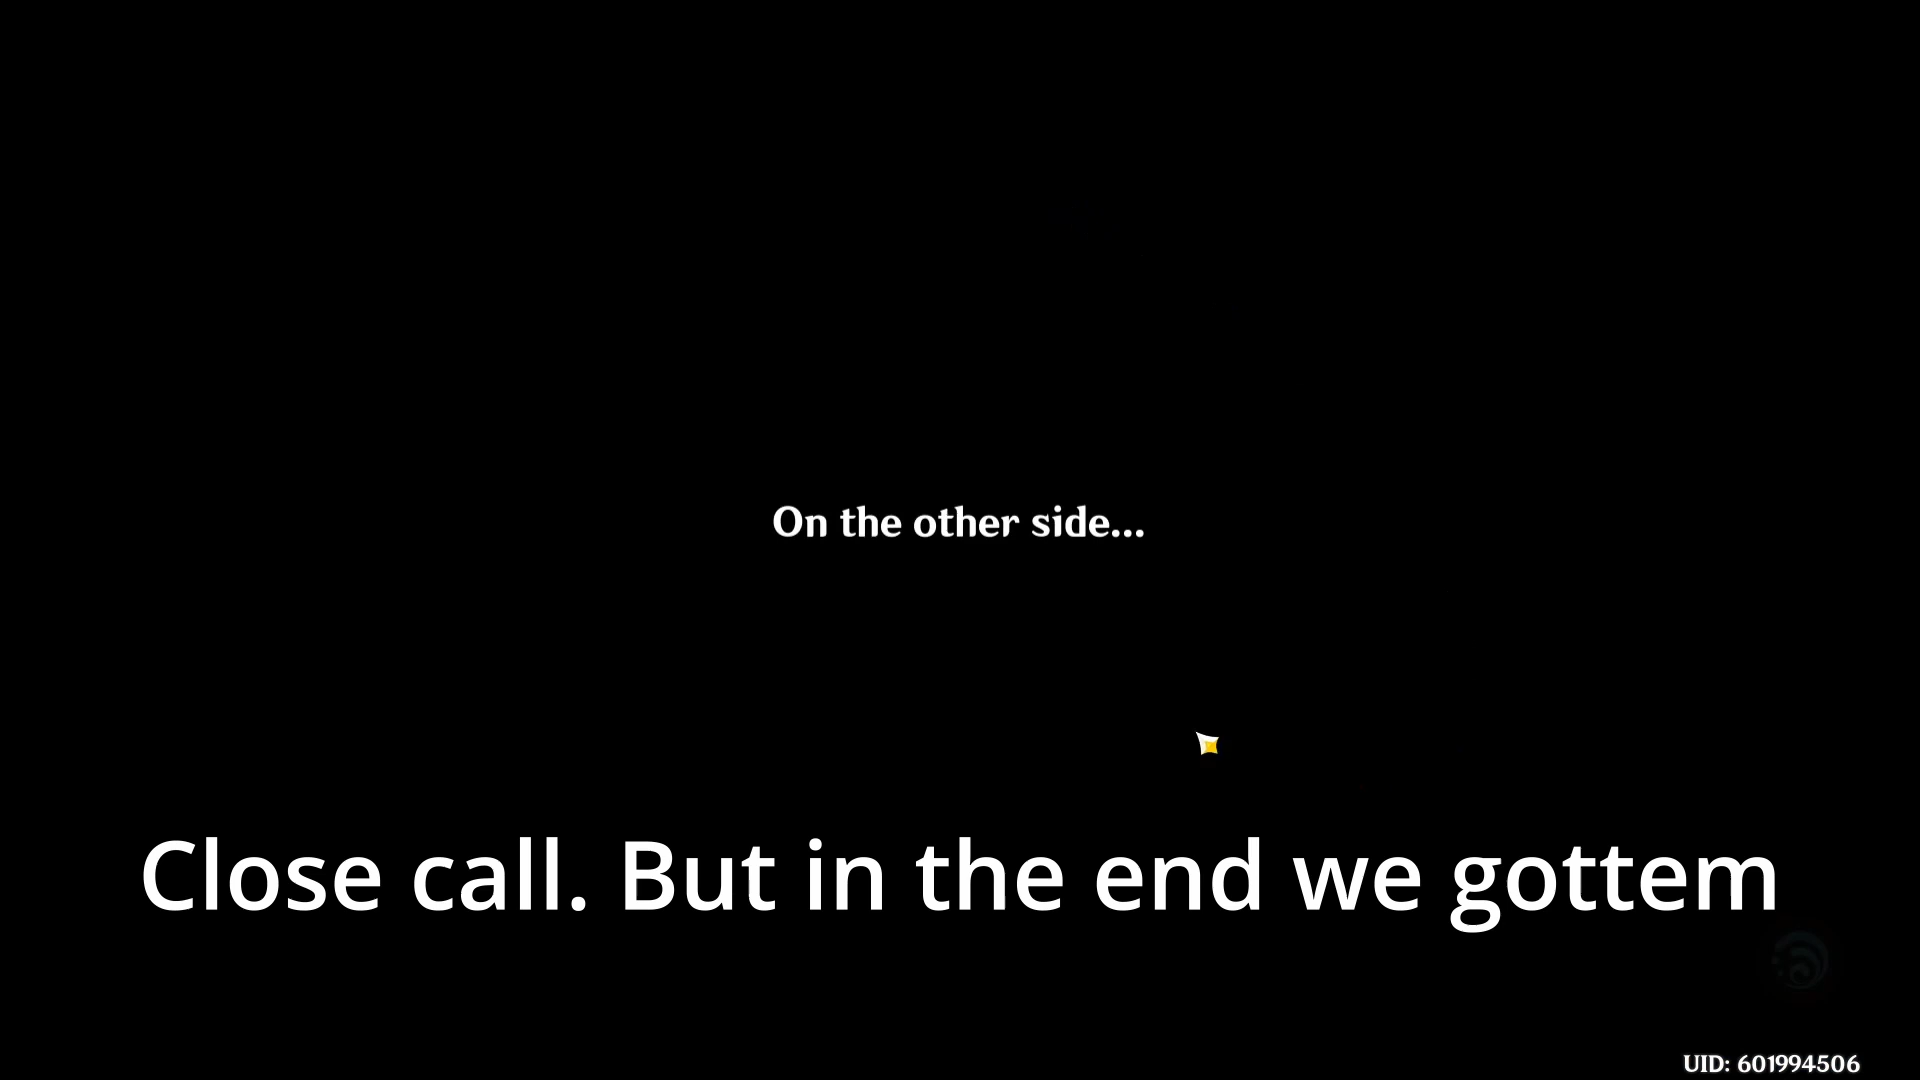 On the other side...
Close call. But in the end we gottem
UID: 601994506